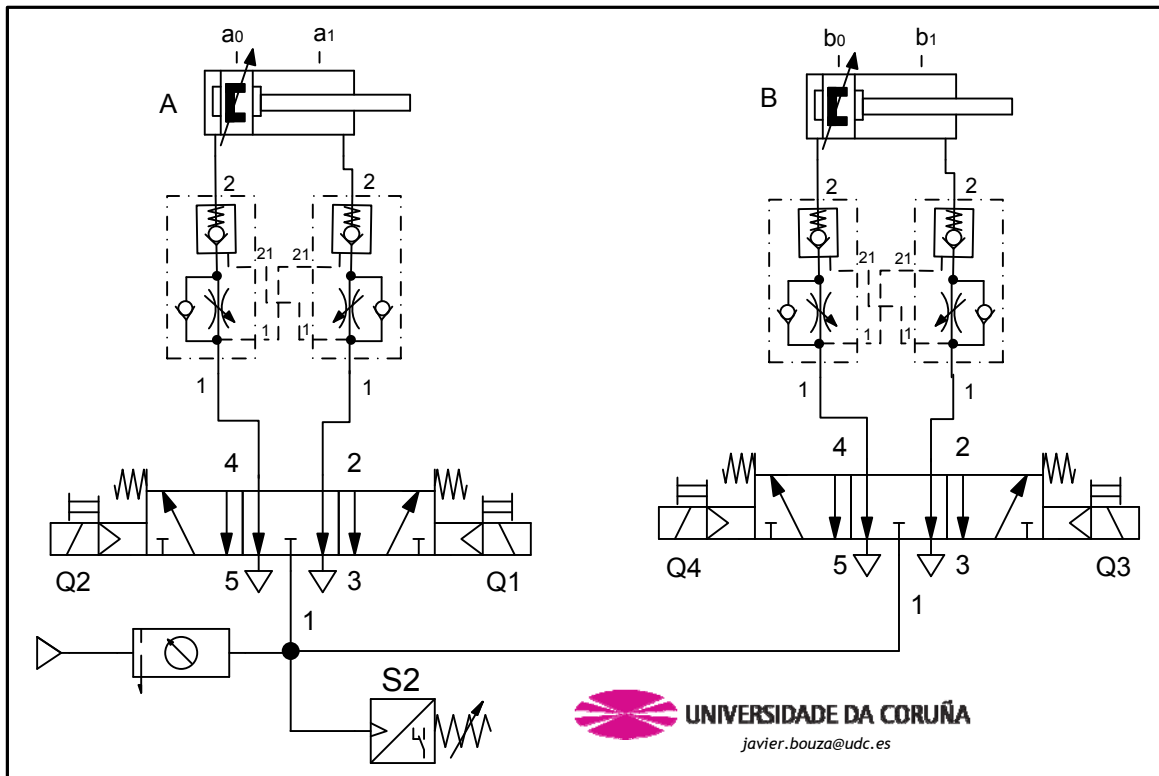 a0 a1 b0 b1
A B
2 2 2 2
21 21 21 21
1 1 1 1
1 1 1 1
4 2 4 2
Q2 5 3 Q1 Q4 5 3 Q3
1 1
S2
UNIVERSIDADE DA CORUÑA
javier.bouza@udc.es